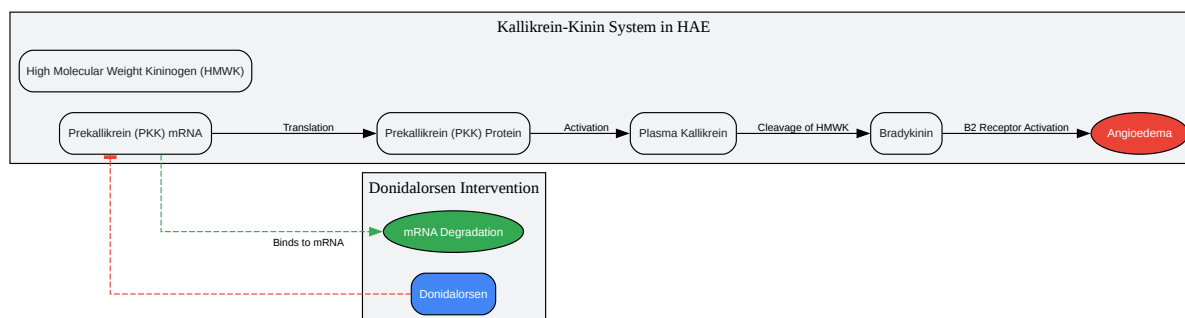 Kallikrein-Kinin System in HAE
High Molecular Weight Kininogen (HMWK)
Prekallikrein (PKK) mRNA
Translation
Prekallikrein (PKK) Protein
Activation
Plasma Kallikrein
Cleavage of HMWK
Bradykinin
B2 Receptor Activation
Angioedema
Donidalorsen Intervention
mRNA Degradation
Binds to mRNA
Donidalorsen